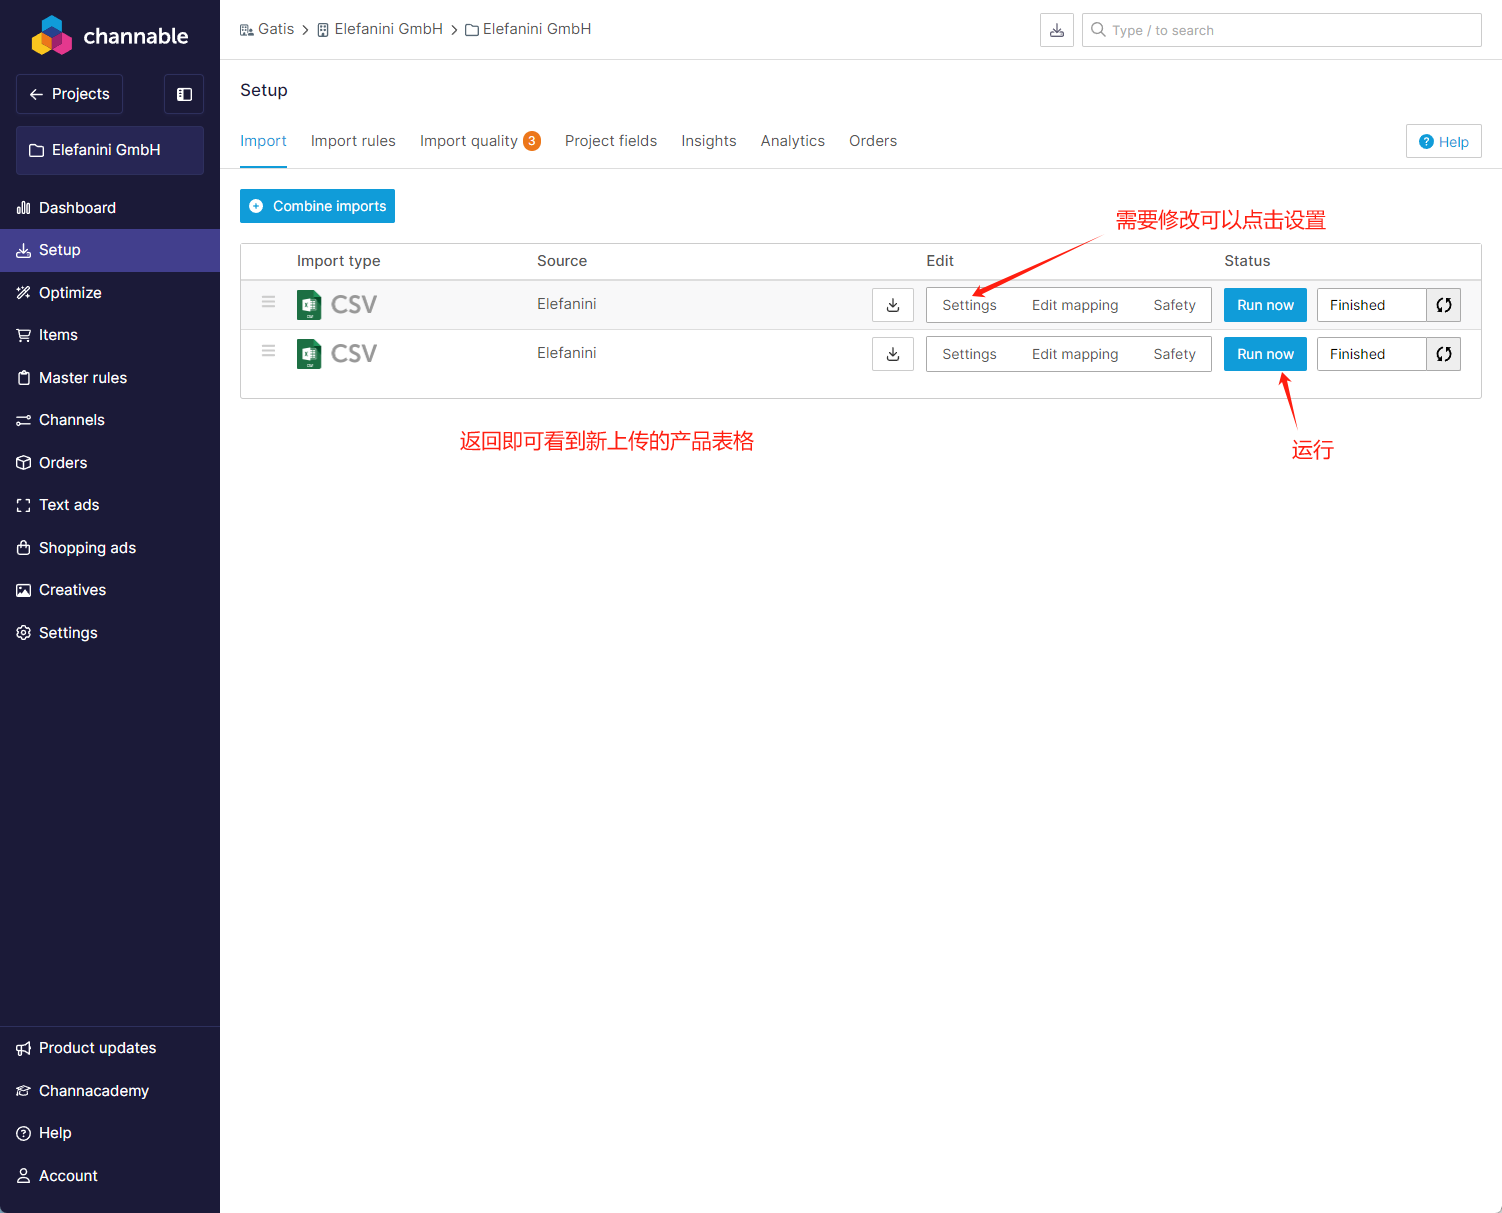 channable
Gatis > Elefanini GmbH > Elefanini GmbH
Type / to search
Projects
Elefanini GmbH
Dashboard
Setup
Optimize
Items
Master rules
Channels
Orders
Text ads
Shopping ads
Creatives
Settings
Product updates
Channacademy
Help
Account
Setup
Import Import rules Import quality 3 Project fields Insights Analytics Orders
? Help
Combine imports
需要修改可以点击设置
Import type Source Edit Status
CSV Elefanini Settings Edit mapping Safety Run now Finished
CSV Elefanini Settings Edit mapping Safety Run now Finished
返回即可看到新上传的产品表格
运行